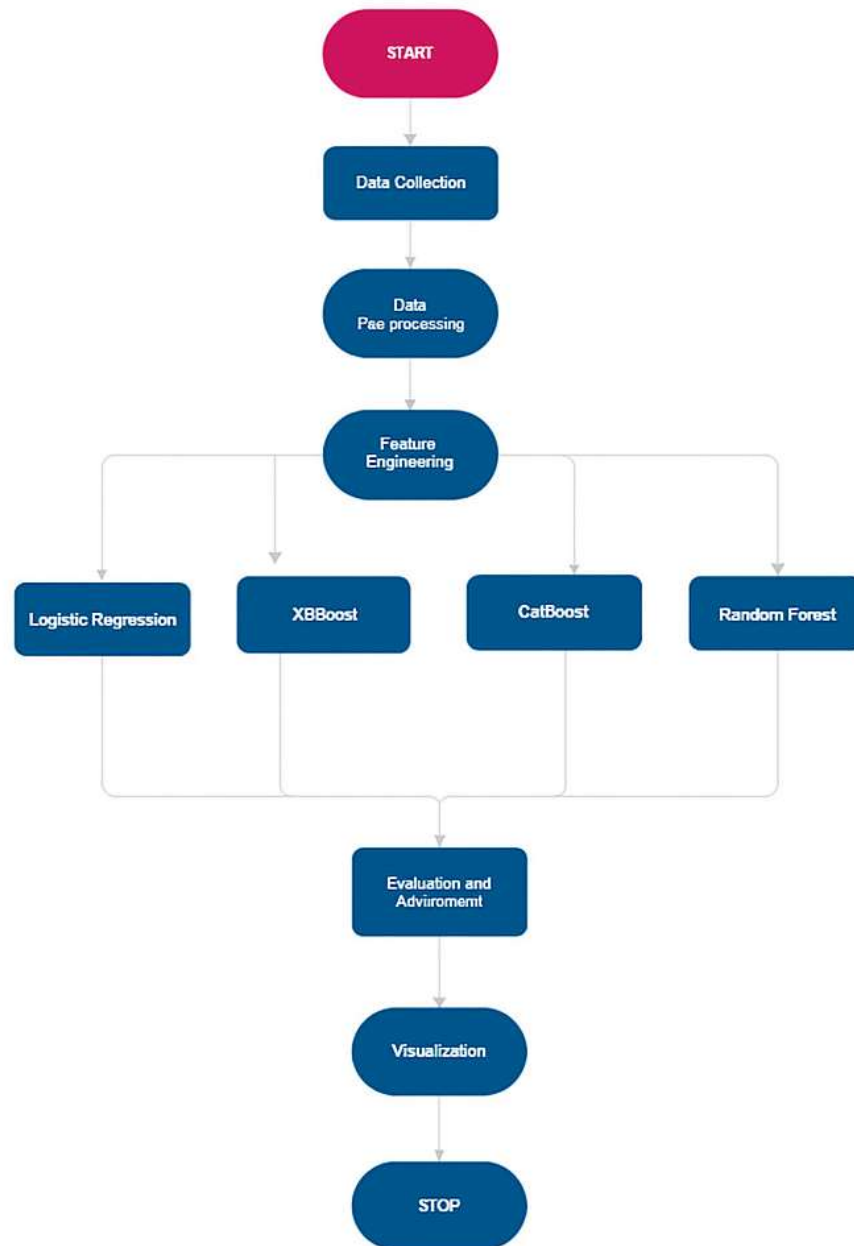 START
Data Collection
Data
Pae processing
Feature
Engineering
Logistic Regression
XBBoost
CatBoost
Random Forest
Evaluation and
Adviiromemt
Visualization
STOP